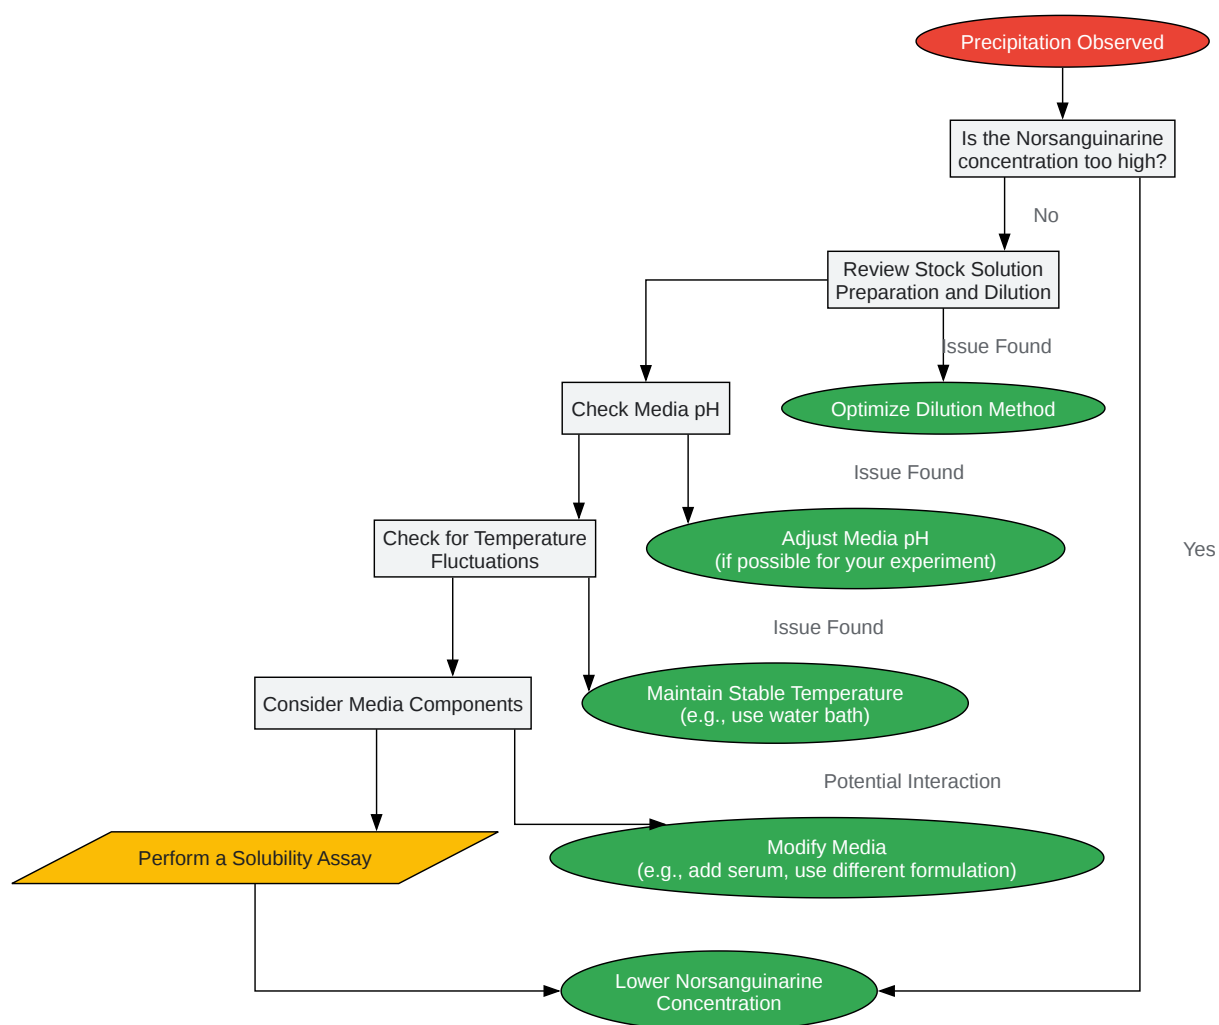 Precipitation Observed
Is the Norsanguinarine
concentration too high?
No
Review Stock Solution
Preparation and Dilution
Issue Found
Check Media pH
Optimize Dilution Method
Issue Found
Check for Temperature
Fluctuations
Adjust Media pH
(if possible for your experiment)
Yes
Issue Found
Consider Media Components
Maintain Stable Temperature
(e.g., use water bath)
Potential Interaction
Perform a Solubility Assay
Modify Media
(e.g., add serum, use different formulation)
Lower Norsanguinarine
Concentration